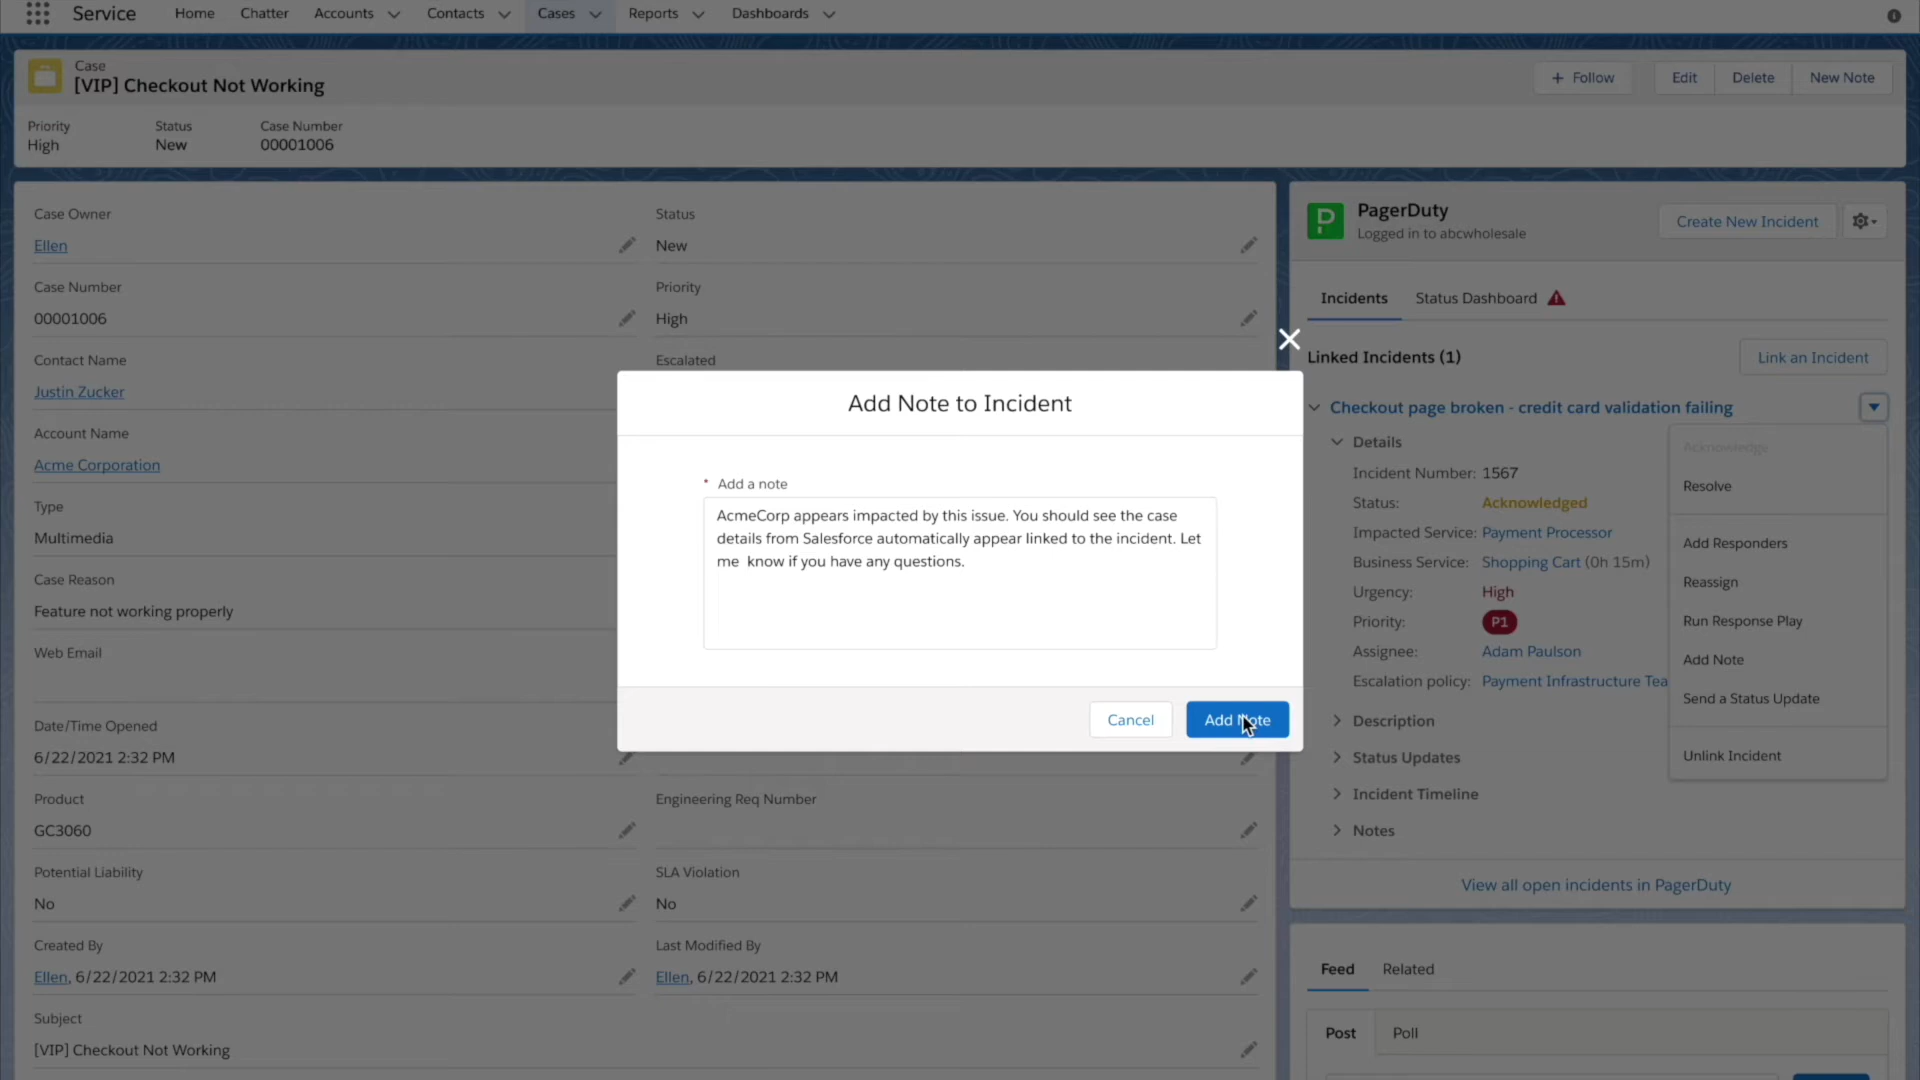 Service
Home
Chatter
Accounts
Contacts
Cases
Reports
Dashboards
Case
[VIP] Checkout Not Working
+ Follow
Edit
Delete
New Note
Priority
High
Status
New
Case Number
00001006
Case Owner
Ellen
Status
New
Case Number
00001006
Priority
High
Contact Name
Justin Zucker
Escalated
Account Name
Acme Corporation
Type
Multimedia
Case Reason
Feature not working properly
Web Email
Date/Time Opened
6/22/2021 2:32 PM
Product
GC3060
Engineering Req Number
Potential Liability
No
SLA Violation
No
Created By
Ellen, 6/22/2021 2:32 PM
Last Modified By
Ellen, 6/22/2021 2:32 PM
Subject
[VIP] Checkout Not Working
Add Note to Incident
* Add a note
AcmeCorp appears impacted by this issue. You should see the case
details from Salesforce automatically appear linked to the incident. Let
me know if you have any questions.
Cancel
Add Note
P
PagerDuty
Logged in to abcwholesale
Create New Incident
Incidents
Status Dashboard
Linked Incidents (1)
Link an Incident
Checkout page broken - credit card validation failing
Details
Incident Number: 1567
Status: Acknowledged
Impacted Service: Payment Processor
Business Service: Shopping Cart (0h 15m)
Urgency: High
Priority: P1
Assignee: Adam Paulson
Escalation policy: Payment Infrastructure Tea
Description
Status Updates
Incident Timeline
Notes
Acknowledge
Resolve
Add Responders
Reassign
Run Response Play
Add Note
Send a Status Update
Unlink Incident
View all open incidents in PagerDuty
Feed
Related
Post
Poll